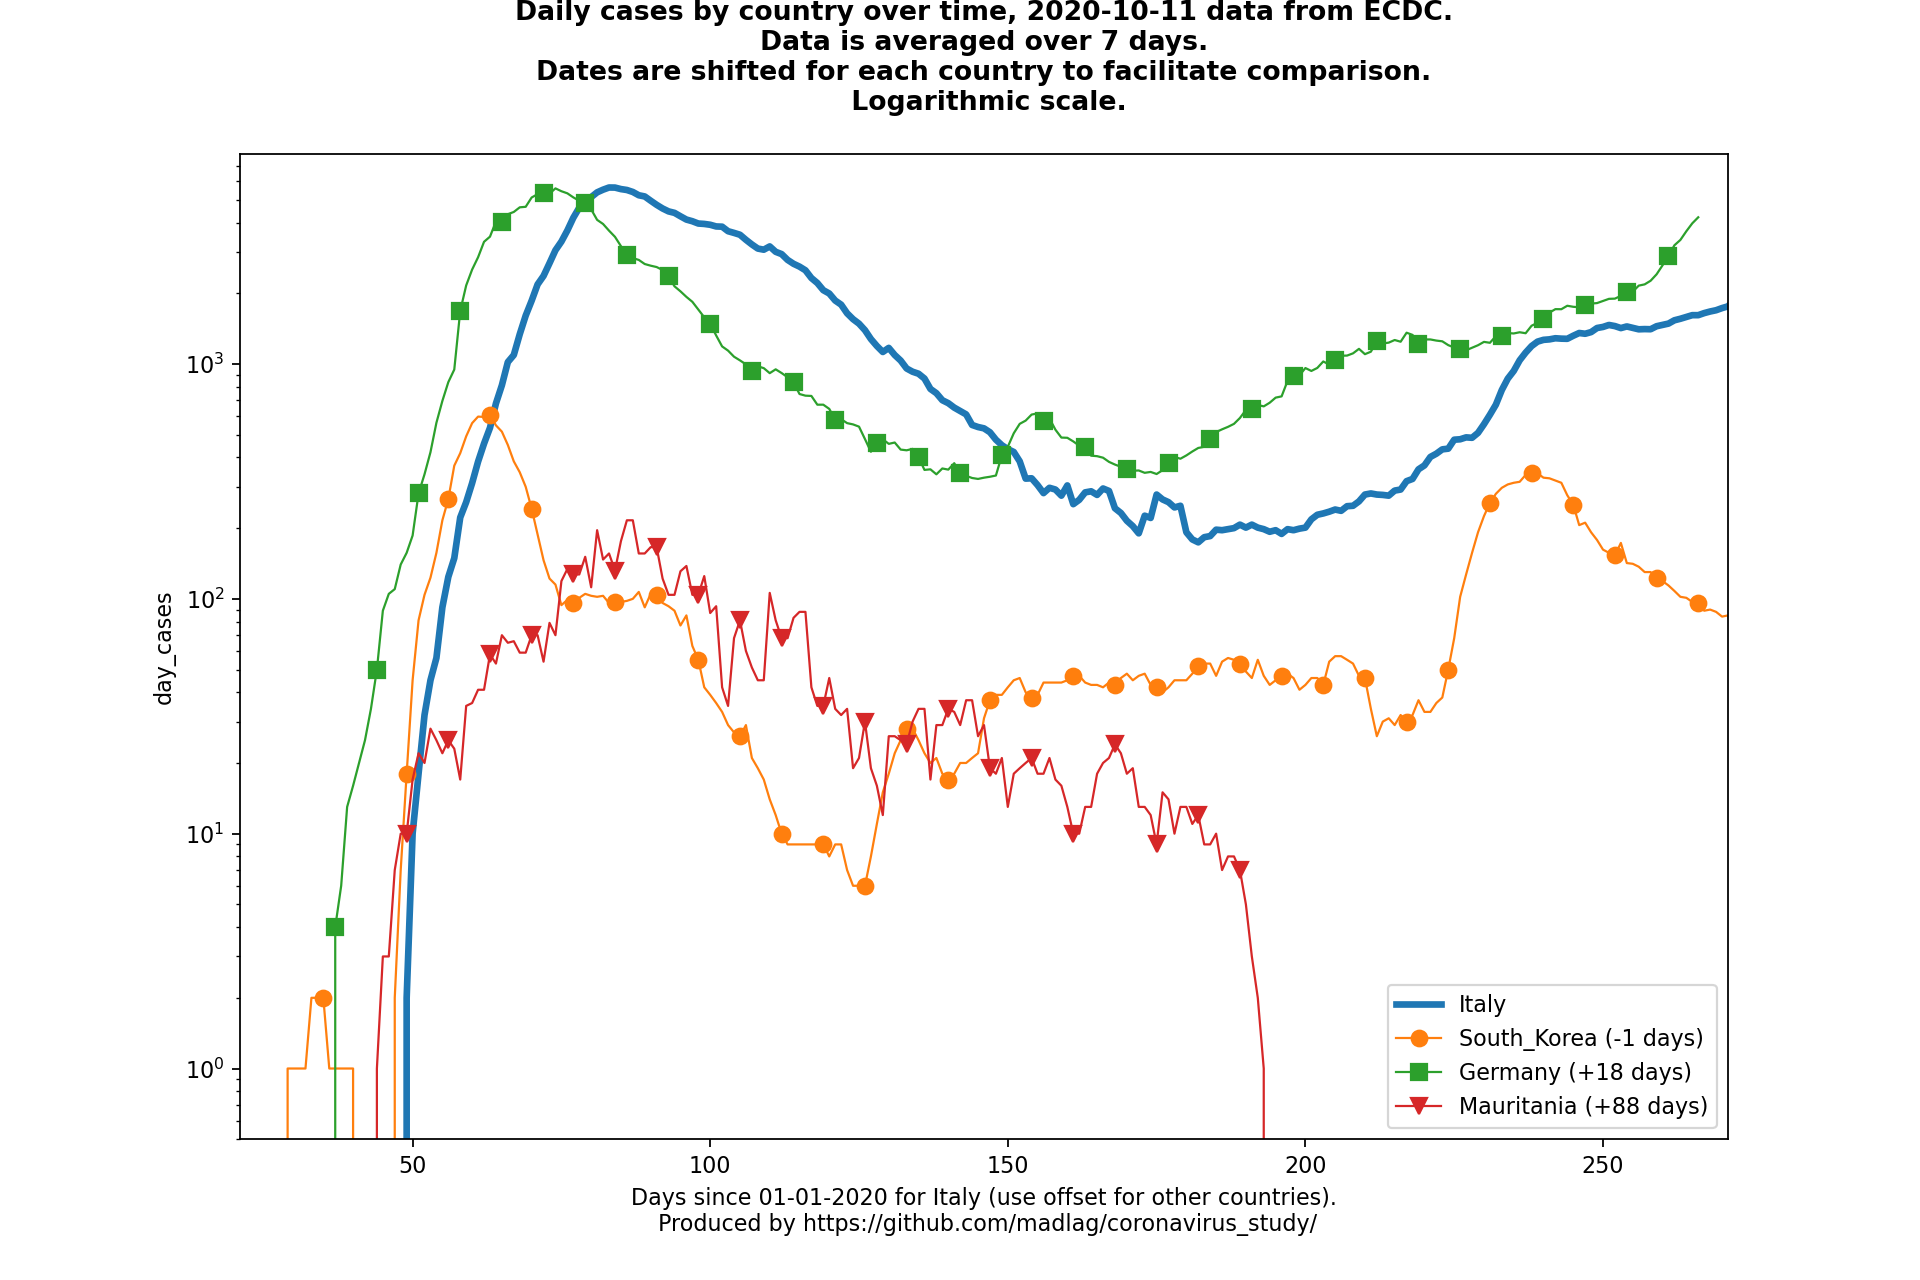 Daily cases by country over time, 2020-10-11 data from ECDC.
Data is averaged over 7 days.
Dates are shifted for each country to facilitate comparison.
Logarithmic scale.
day_cases
10³
10²
10¹
10⁰
Italy
South_Korea (-1 days)
Germany (+18 days)
Mauritania (+88 days)
50 100 150 200 250
Days since 01-01-2020 for Italy (use offset for other countries).
Produced by https://github.com/madlag/coronavirus_study/